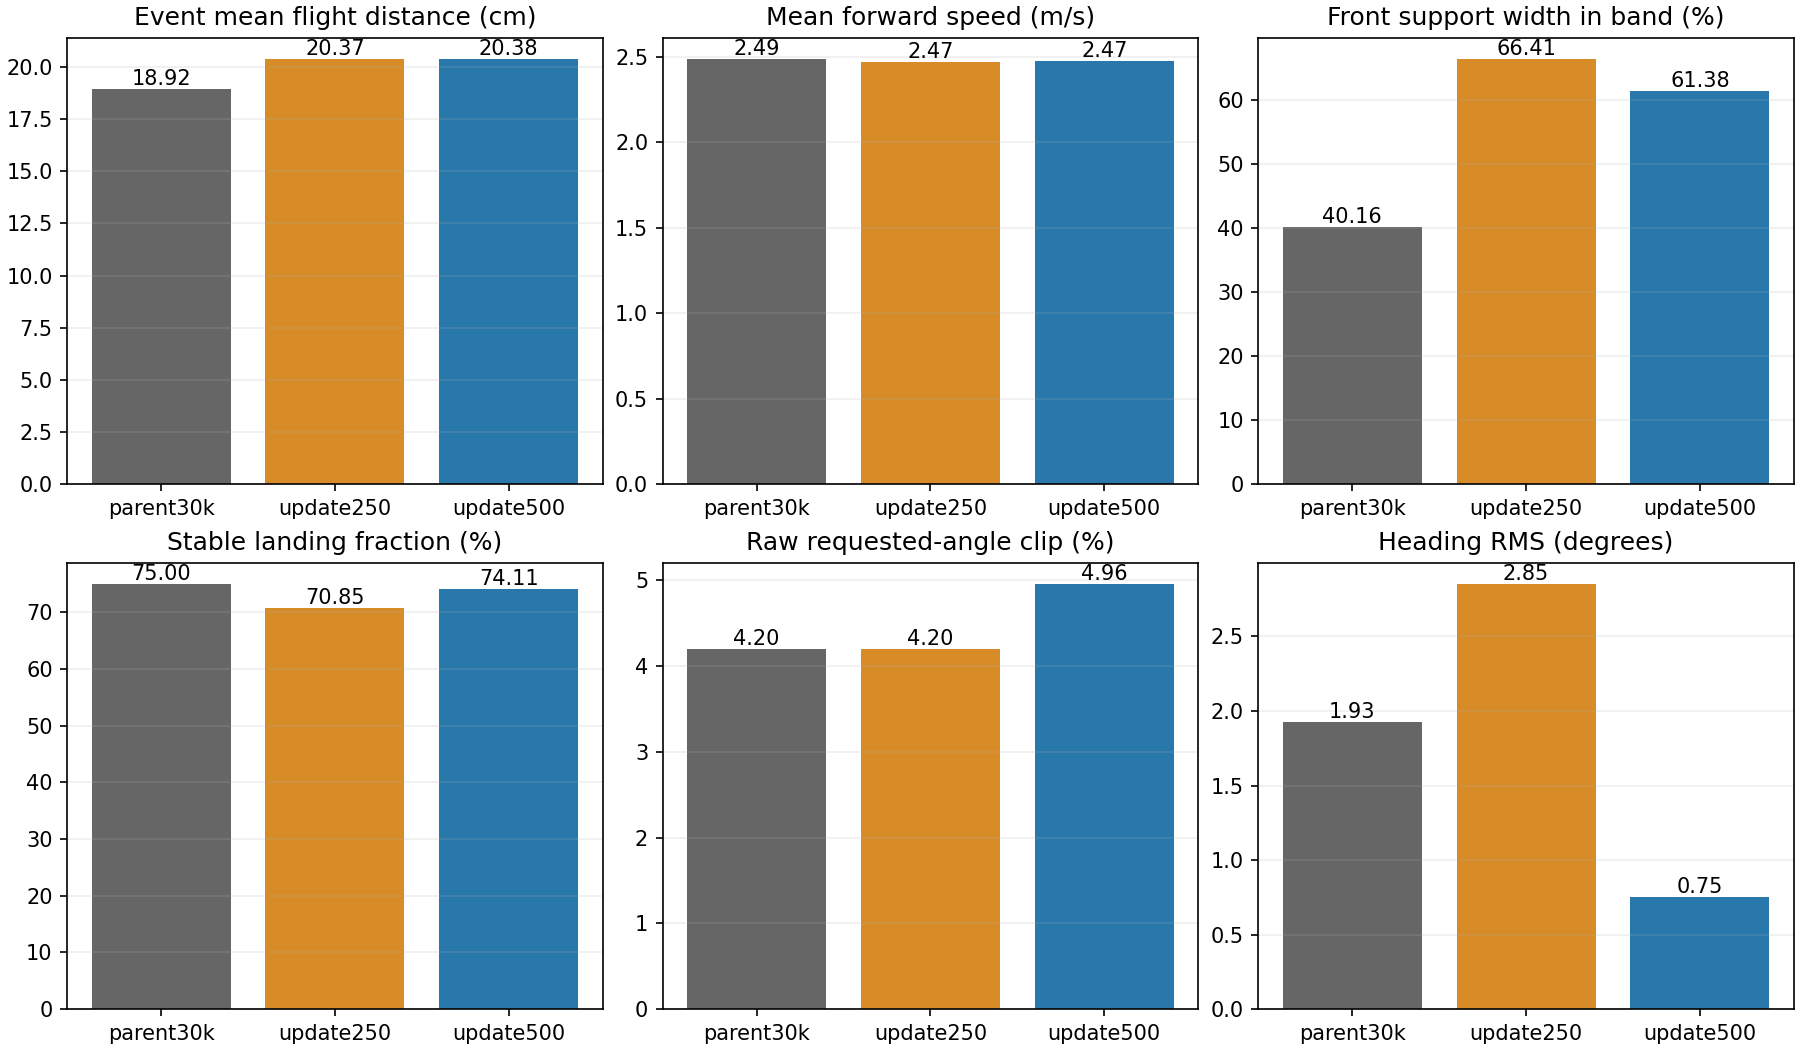 Event mean flight distance (cm)
20.0
17.5
15.0
12.5
10.0
7.5
5.0
2.5
0.0
18.92
20.37
20.38
parent30k
update250
update500
Mean forward speed (m/s)
2.5
2.0
1.5
1.0
0.5
0.0
2.49
2.47
2.47
parent30k
update250
update500
Front support width in band (%)
60
50
40
30
20
10
0
40.16
66.41
61.38
parent30k
update250
update500
Stable landing fraction (%)
70
60
50
40
30
20
10
0
75.00
70.85
74.11
parent30k
update250
update500
Raw requested-angle clip (%)
5
4
3
2
1
0
4.20
4.20
4.96
parent30k
update250
update500
Heading RMS (degrees)
2.5
2.0
1.5
1.0
0.5
0.0
1.93
2.85
0.75
parent30k
update250
update500